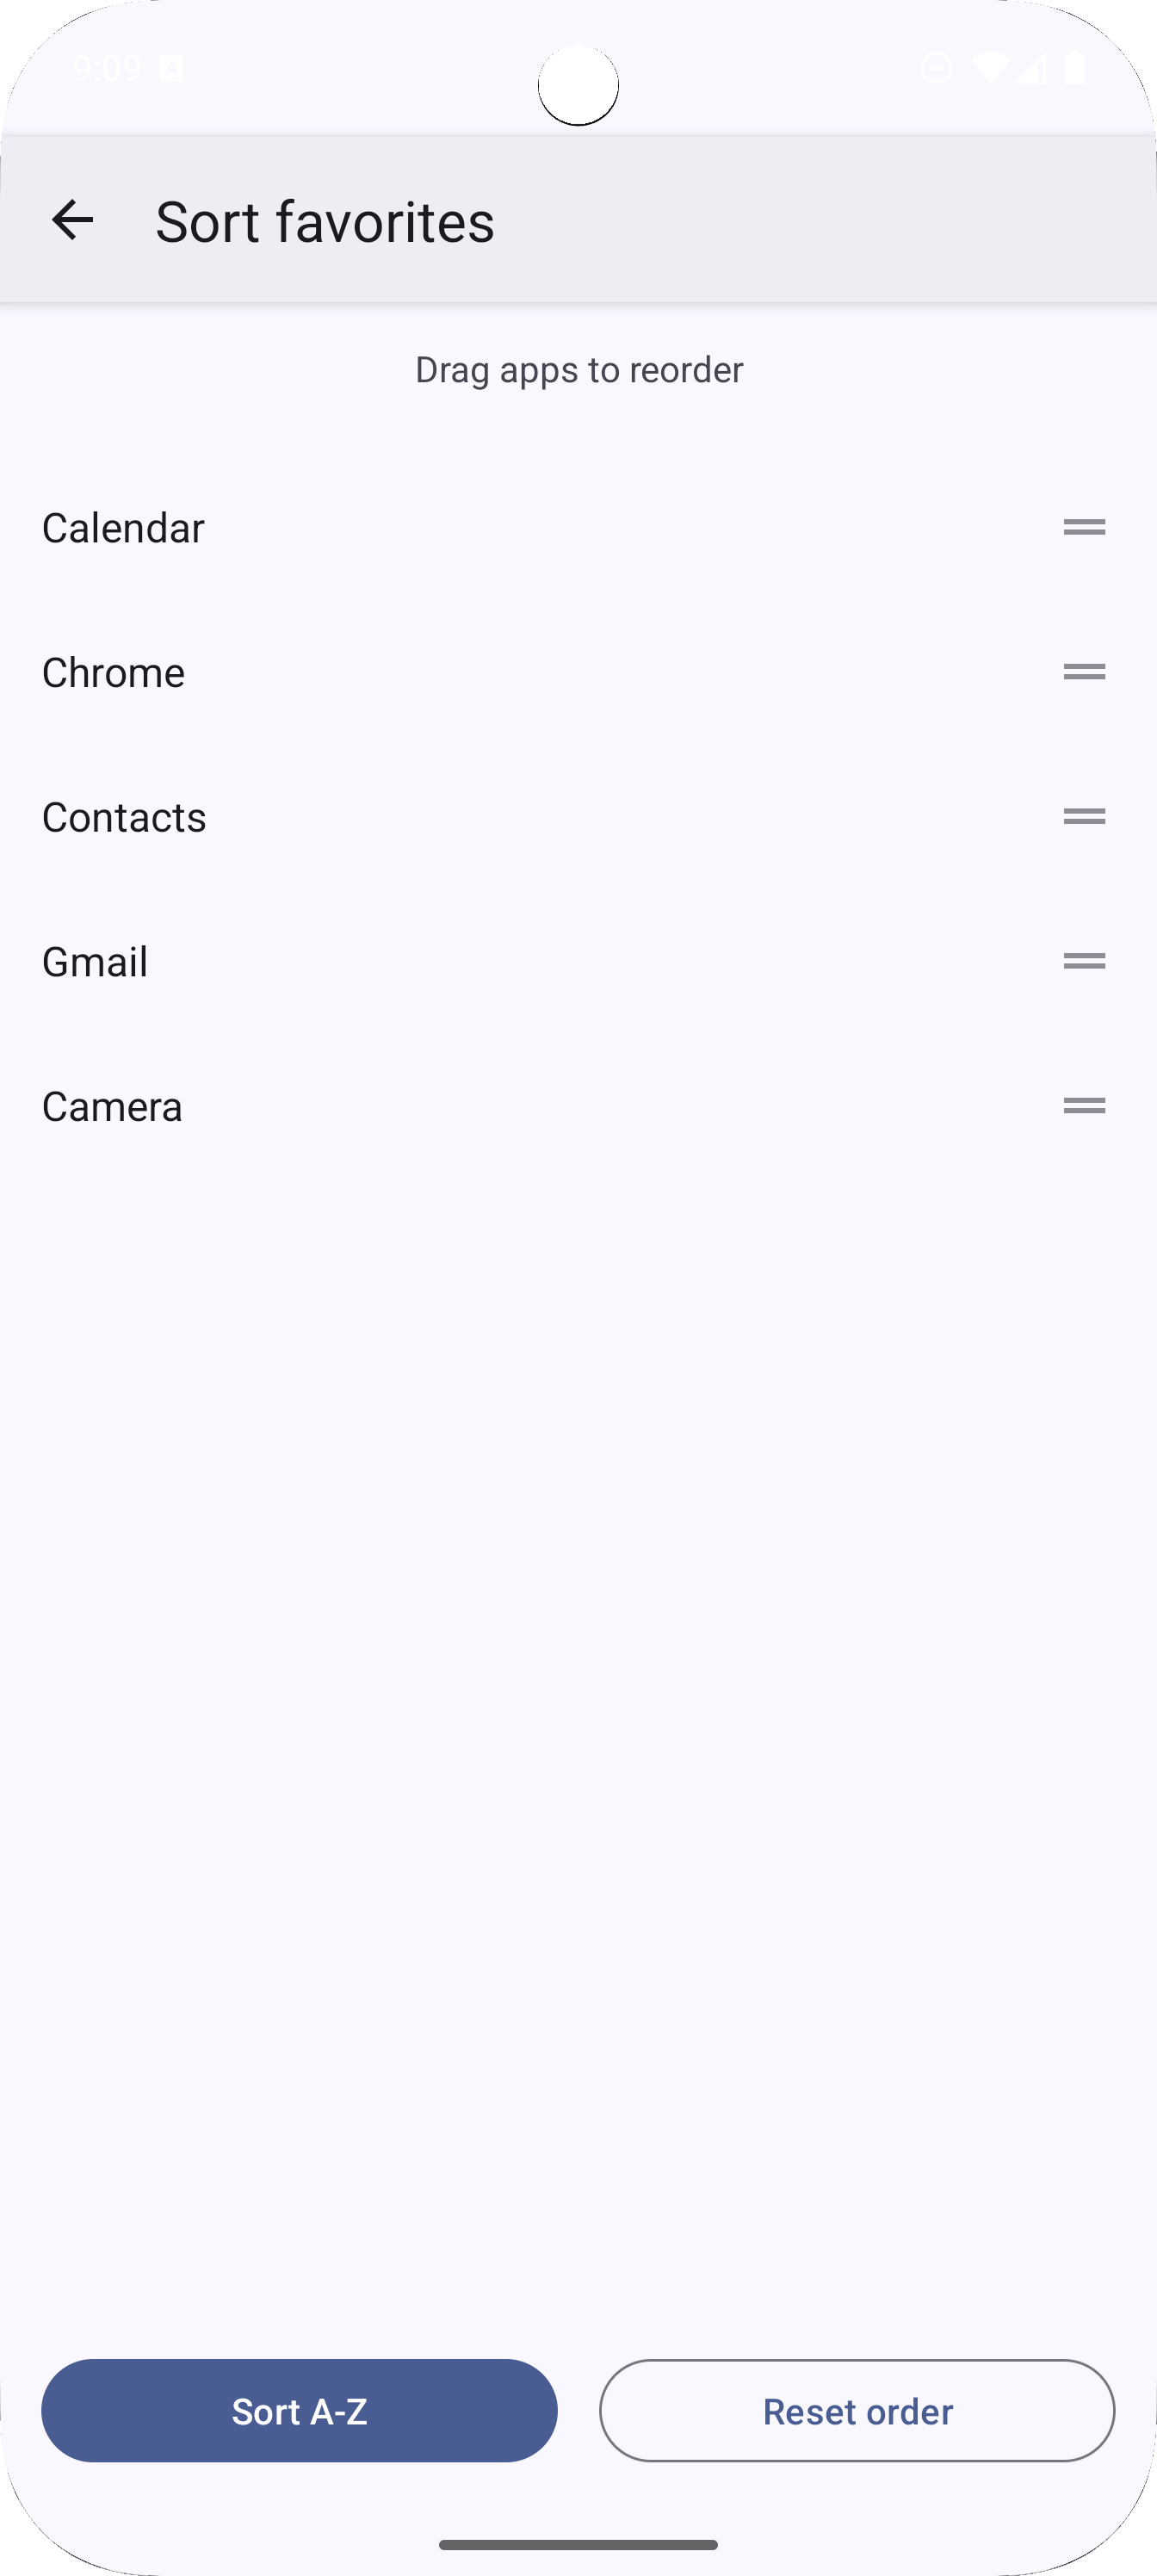 9:09
Sort favorites
Drag apps to reorder
Calendar
Chrome
Contacts
Gmail
Camera
Sort A-Z
Reset order